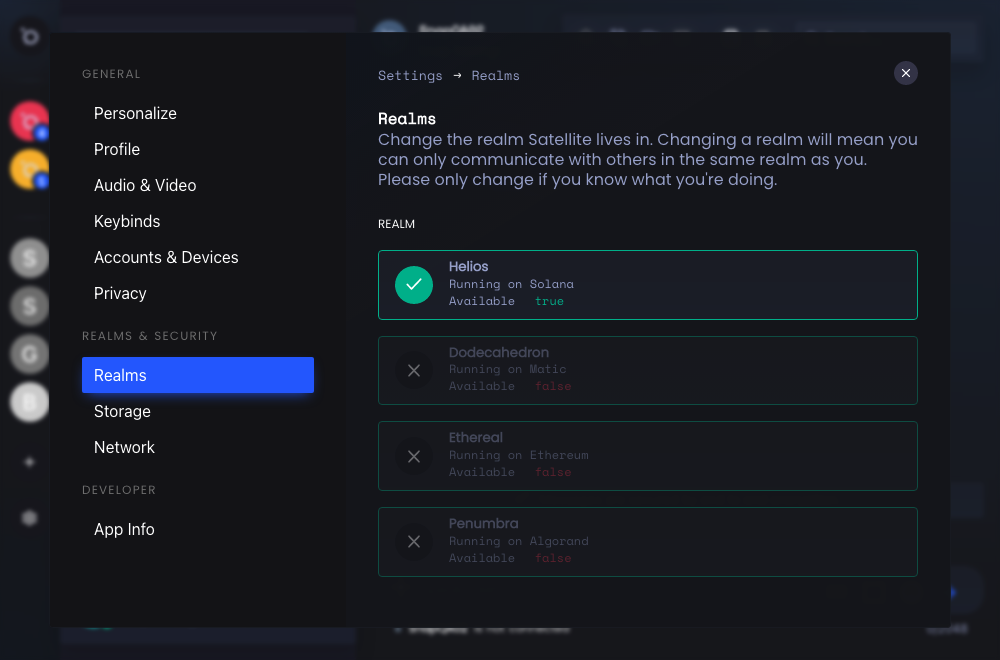 GENERAL
Personalize
Profile
Audio & Video
Keybinds
Accounts & Devices
Privacy
REALMS & SECURITY
Realms
Storage
Network
DEVELOPER
App Info
Settings → Realms
Realms
Change the realm Satellite lives in. Changing a realm will mean you
can only communicate with others in the same realm as you.
Please only change if you know what you're doing.
REALM
Helios
Running on Solana
Available true
Dodecahedron
Running on Matic
Available false
Ethereal
Running on Ethereum
Available false
Penumbra
Running on Algorand
Available false
S
S
G
B